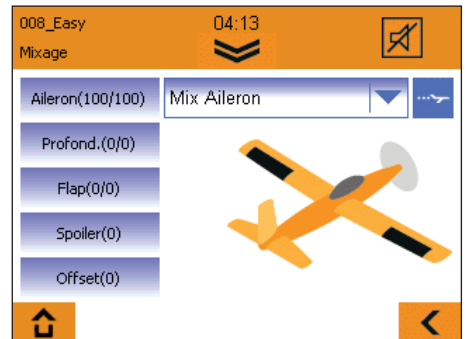 008_Easy
04:13
Mixage
Aileron(100/100)
Mix Aileron
Profond.(0/0)
Flap(0/0)
Spoiler(0)
Offset(0)